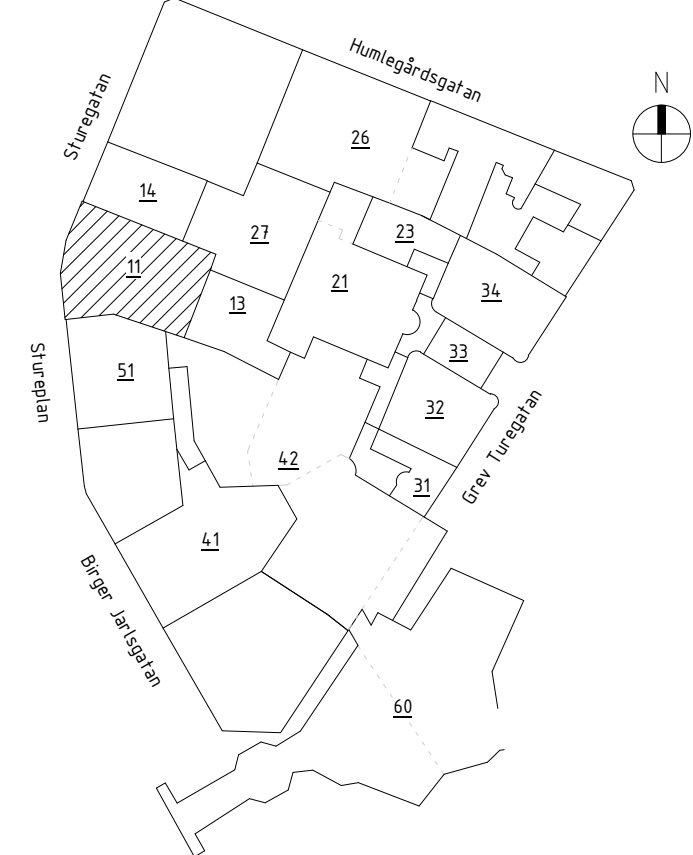 Humlegårdsgatan
N
Sturegatan
26
14
27
23
11
21
34
13
33
51
Stureplan
32
Grev Turegatan
42
31
41
Birger Jarlsgatan
60